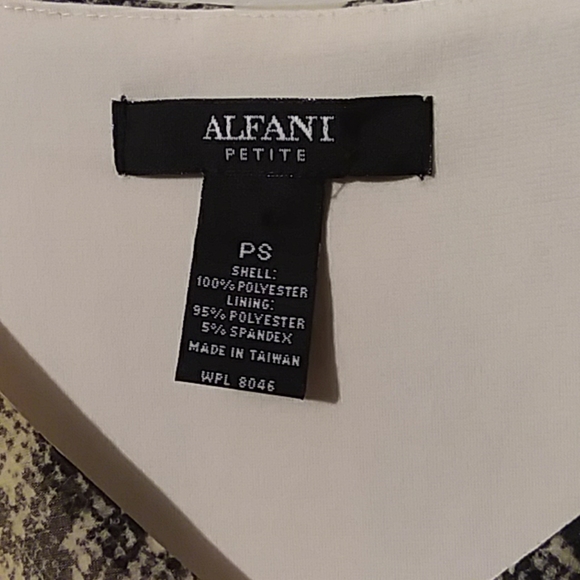 ALFANI
PETITE
PS
SHELL:
100% POLYESTER
LINING:
95% POLYESTER
5% SPANDEX
MADE IN TAIWAN
WPL 8046